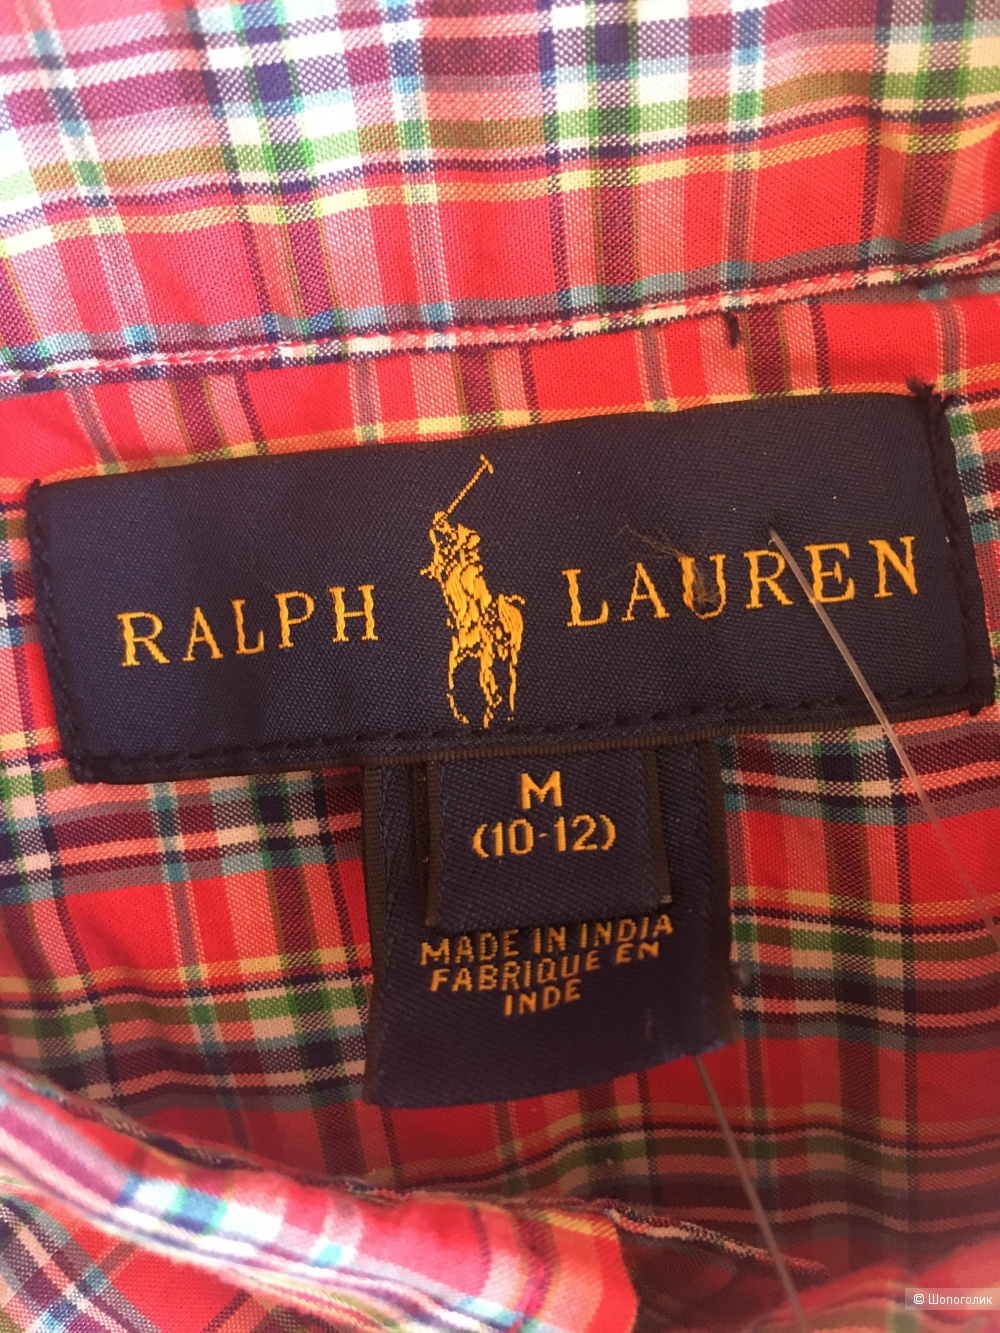 RALPH LAUREN
M
(10-12)
MADE IN INDIA
FABRIQUE EN
INDE
© Шопоголик